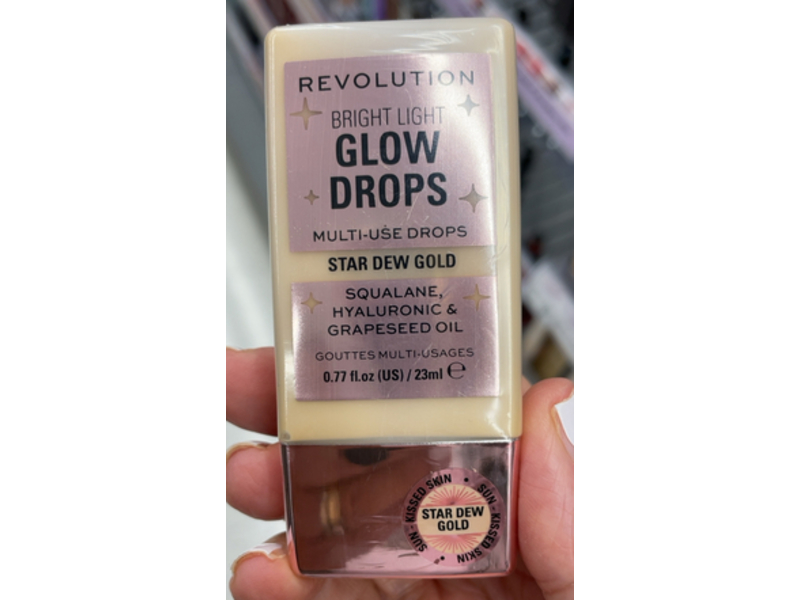 REVOLUTION
BRIGHT LIGHT
GLOW
DROPS
MULTI-USE DROPS
STAR DEW GOLD
SQUALANE,
HYALURONIC &
GRAPESEED OIL
GOUTTES MULTI-USAGES
0.77 fl.oz (US) / 23ml ℮
SUN-KISSED SKIN • SUN-KISSED SKIN •
STAR DEW
GOLD